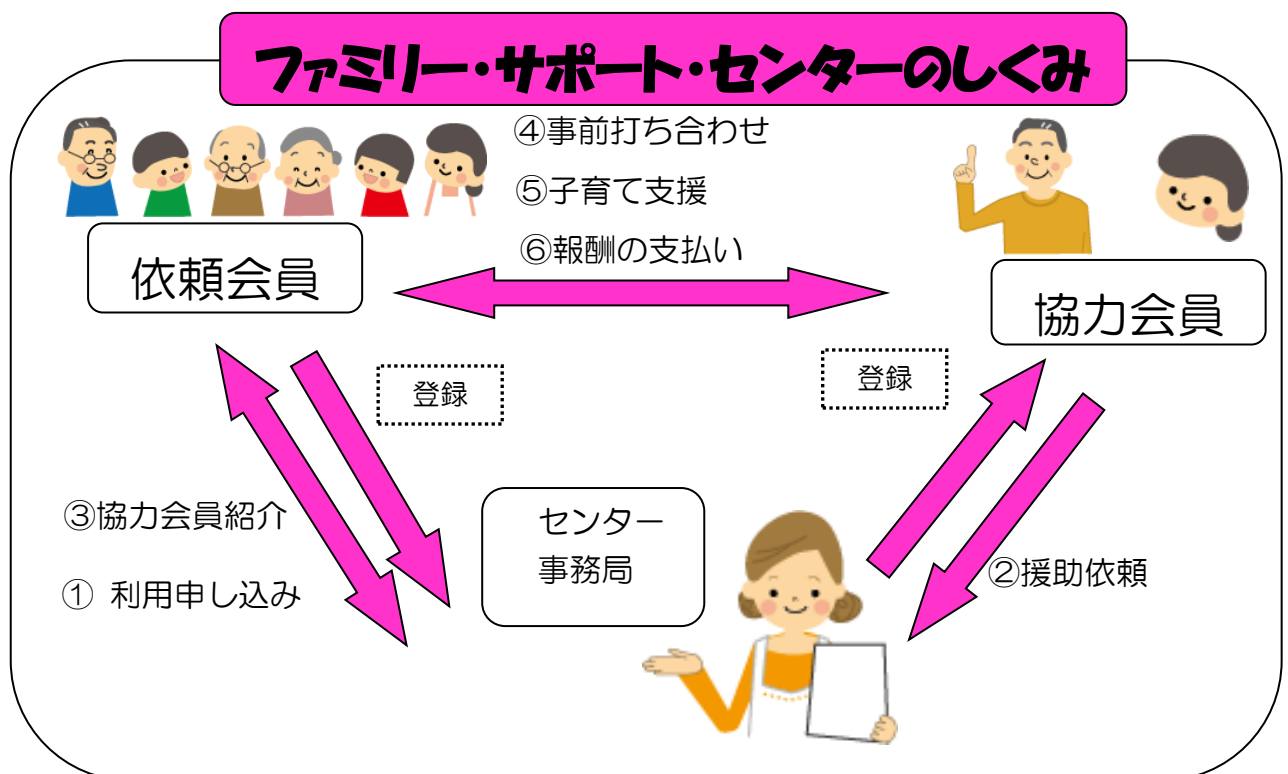 ファミリー・サポート・センターのしくみ
④事前打ち合わせ
⑤子育て支援
⑥報酬の支払い
依頼会員
協力会員
登録
登録
③協力会員紹介
① 利用申し込み
センター
事務局
②援助依頼